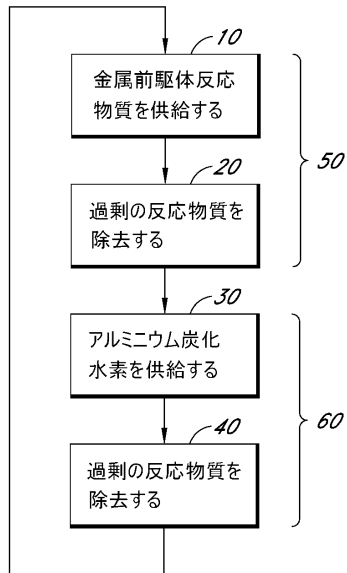 10
金属前駆体反応
物質を供給する
50
20
過剰の反応物質を
除去する
30
アルミニウム炭化
水素を供給する
60
40
過剰の反応物質を
除去する